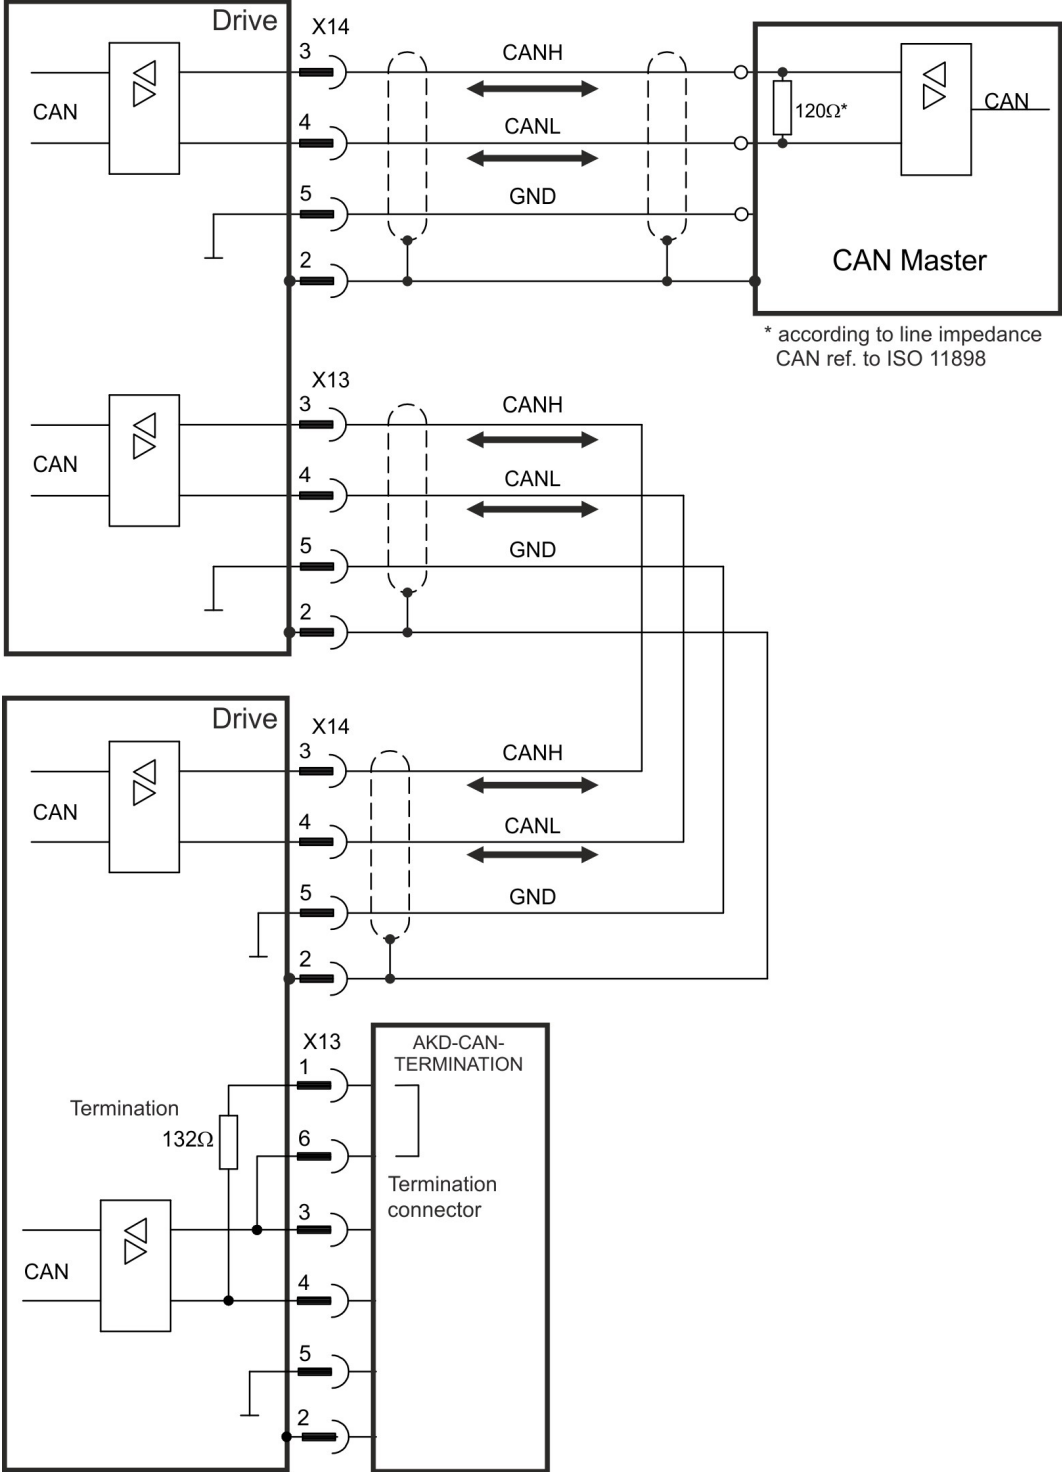 Drive
X14
3
CANH
CAN
120Ω*
CAN
4
CANL
5
GND
2
CAN Master
* according to line impedance
CAN ref. to ISO 11898
X13
3
CANH
CAN
4
CANL
5
GND
2
Drive
X14
3
CANH
CAN
4
CANL
5
GND
2
X13
AKD-CAN-
TERMINATION
1
Termination
132Ω
6
Termination
connector
3
CAN
4
5
2